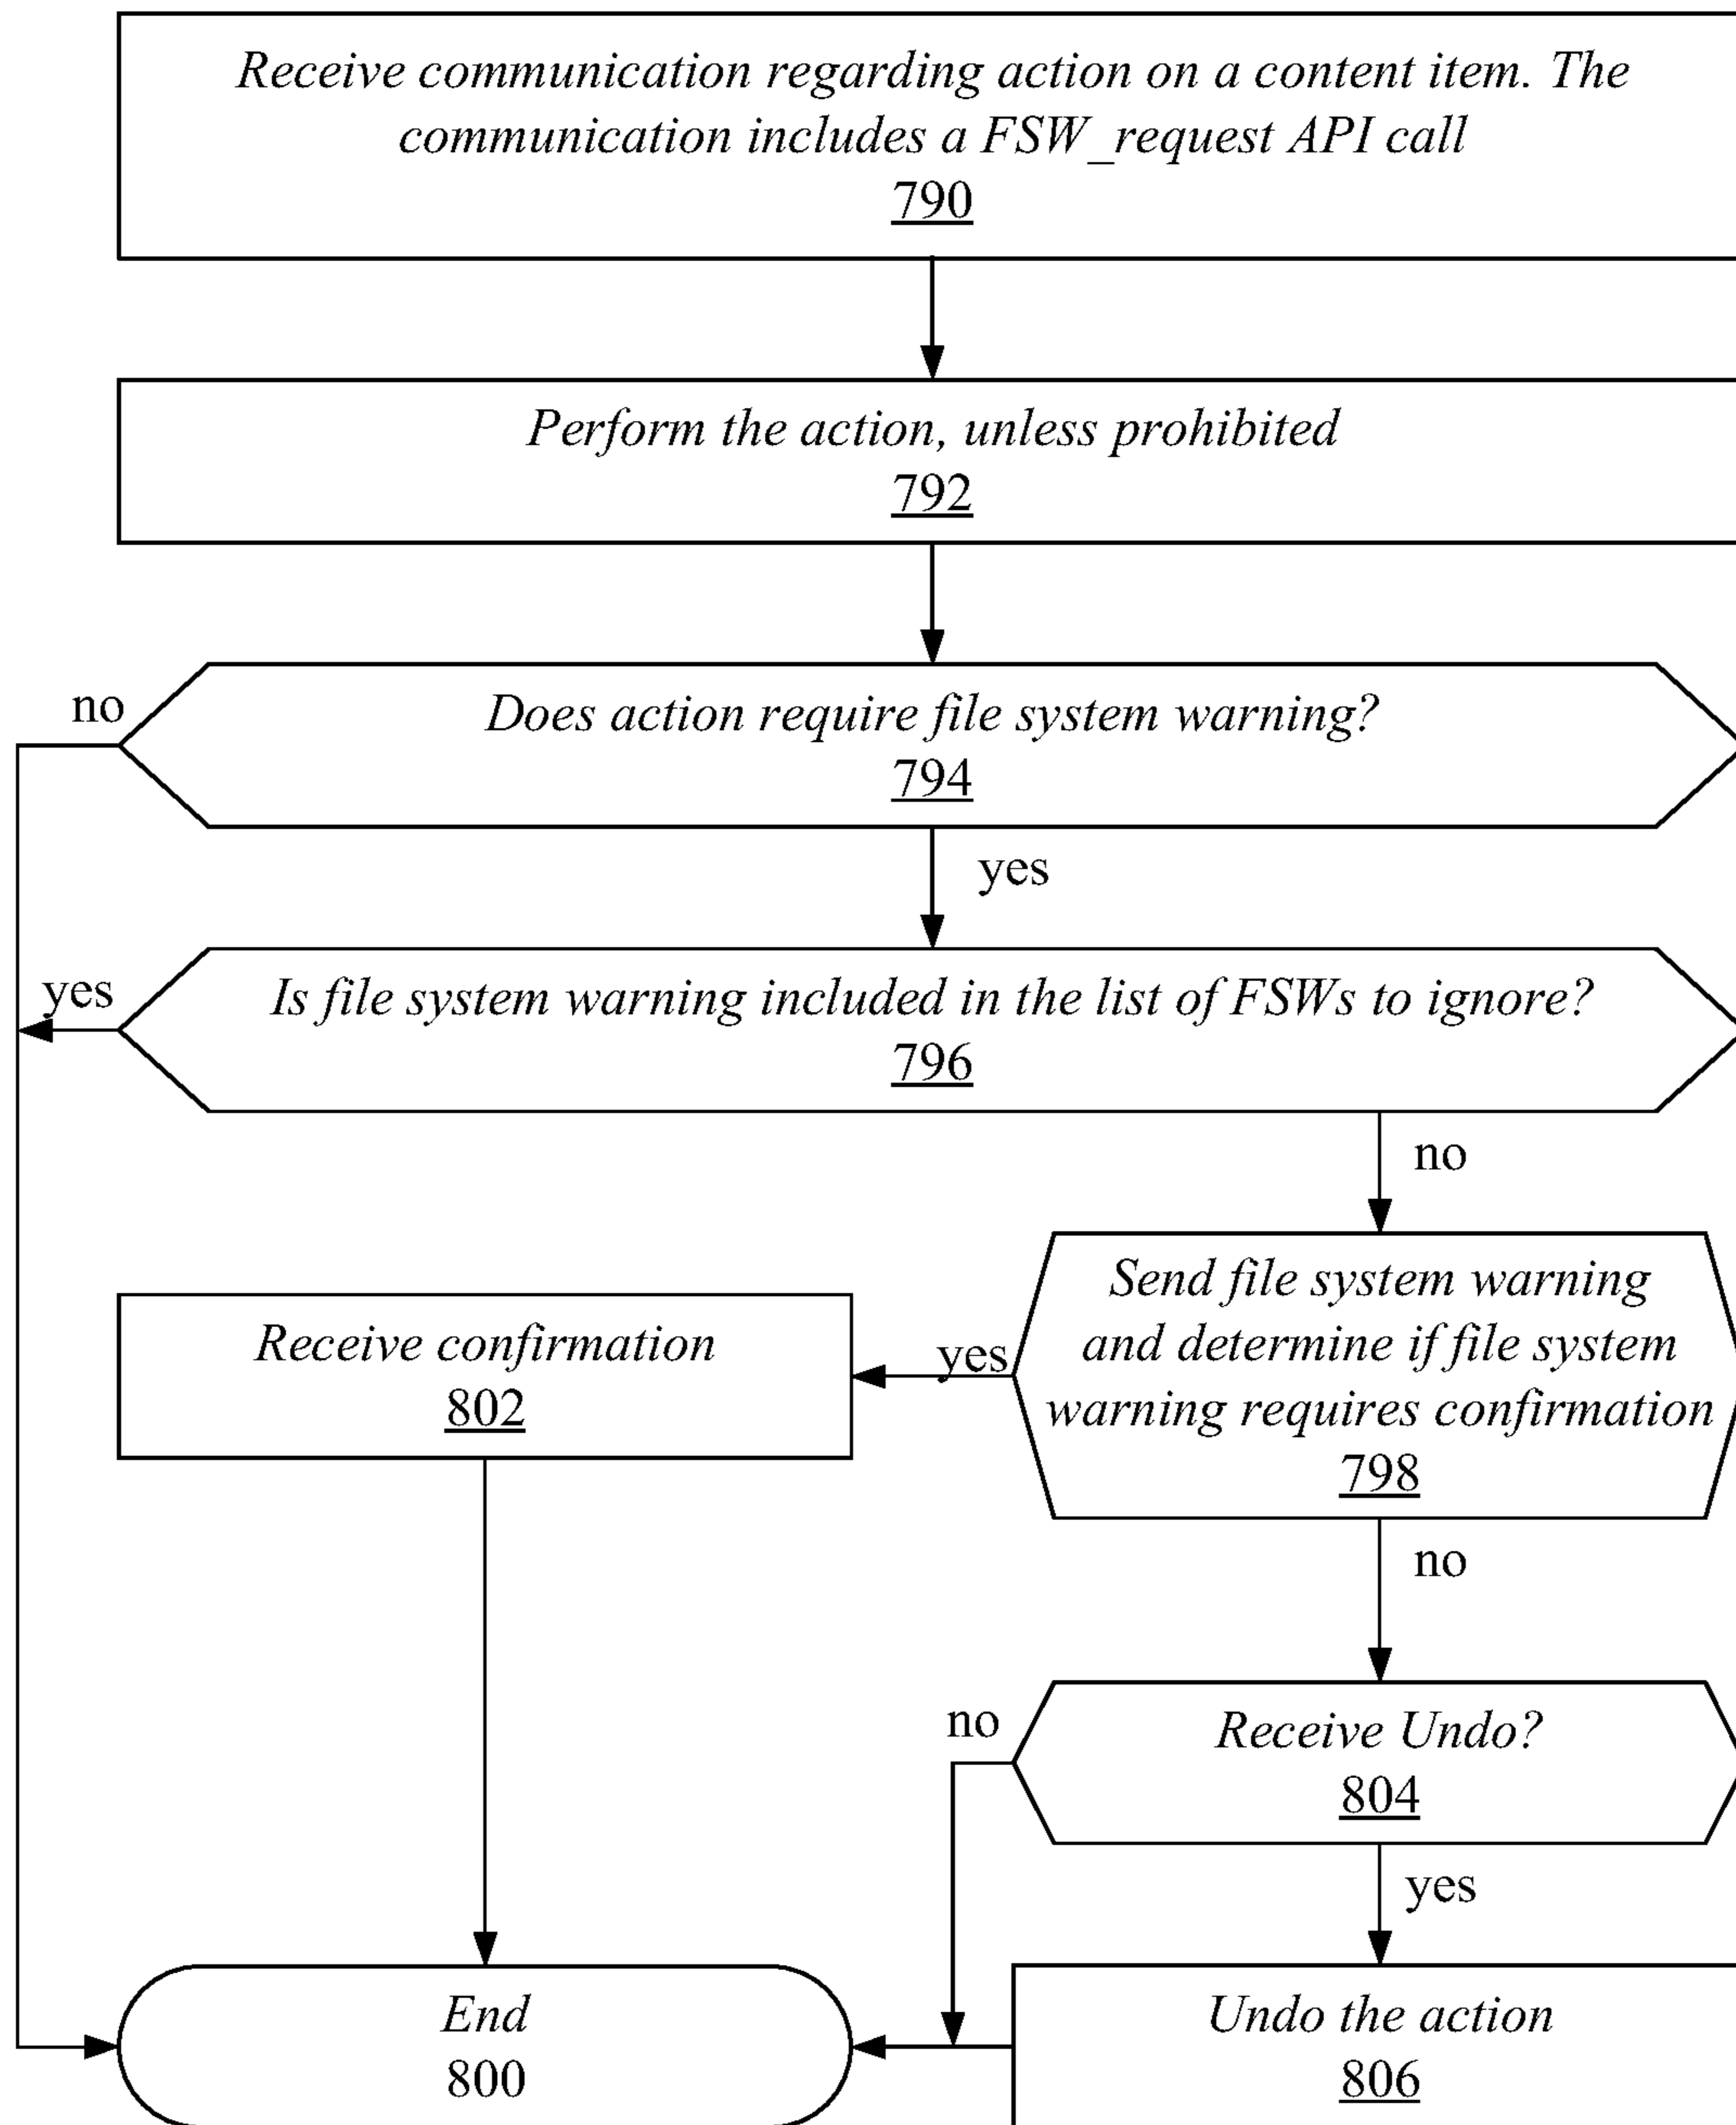 Receive communication regarding action on a content item. The
communication includes a FSW_request API call
790
Perform the action, unless prohibited
792
no
Does action require file system warning?
794
yes
yes
Is file system warning included in the list of FSWs to ignore?
796
no
Send file system warning
and determine if file system
warning requires confirmation
798
yes
Receive confirmation
802
no
no
Receive Undo?
804
yes
End
800
Undo the action
806